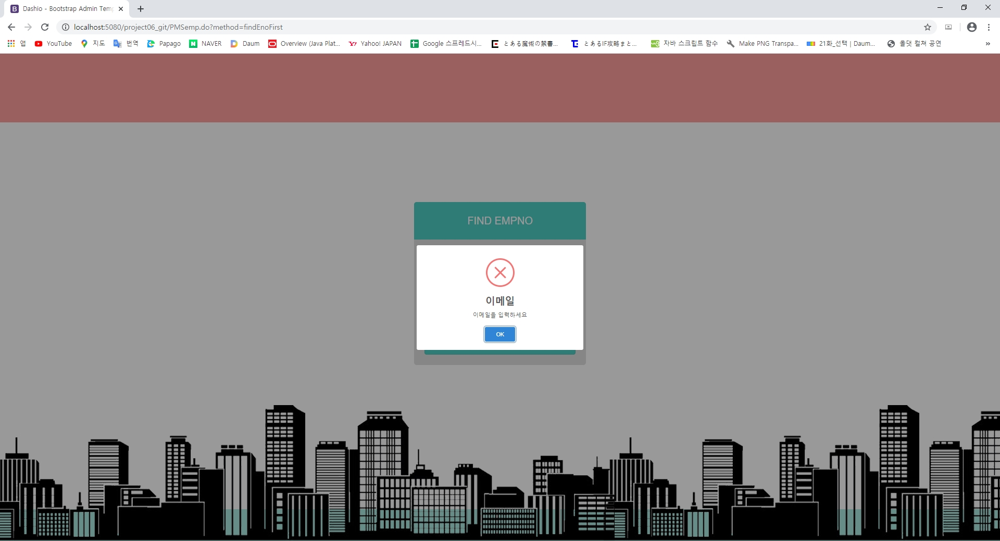 Dashio - Bootstrap Admin Tem
localhost:5080/project06_git/PMSemp.do?method=findEnoFirst
앱 YouTube 지도 번역 Papago NAVER Daum Overview (Java Plat... Yahoo! JAPAN Google 스프레드시... とある魔術の禁書... とあるIF攻略まと... 자바 스크립트 함수 Make PNG Transpa... 21화_선택 | Daum... 올댓 컬쳐 공연 »
FIND EMPNO
이메일
이메일을 입력하세요
OK